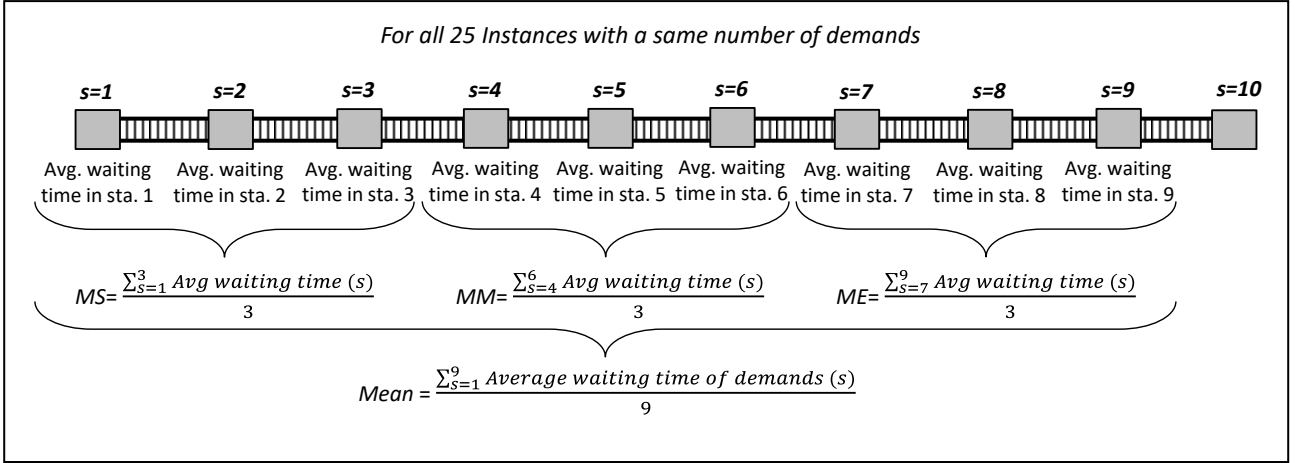 For all 25 Instances with a same number of demands
s=1 s=2 s=3 s=4 s=5 s=6 s=7 s=8 s=9 s=10
Avg. waiting time in sta. 1
Avg. waiting time in sta. 2
Avg. waiting time in sta. 3
Avg. waiting time in sta. 4
Avg. waiting time in sta. 5
Avg. waiting time in sta. 6
Avg. waiting time in sta. 7
Avg. waiting time in sta. 8
Avg. waiting time in sta. 9
MS= ∑³ₛ₌₁ Avg waiting time (s) / 3
MM= ∑⁶ₛ₌₄ Avg waiting time (s) / 3
ME= ∑⁹ₛ₌₇ Avg waiting time (s) / 3
Mean = ∑⁹ₛ₌₁ Average waiting time of demands (s) / 9